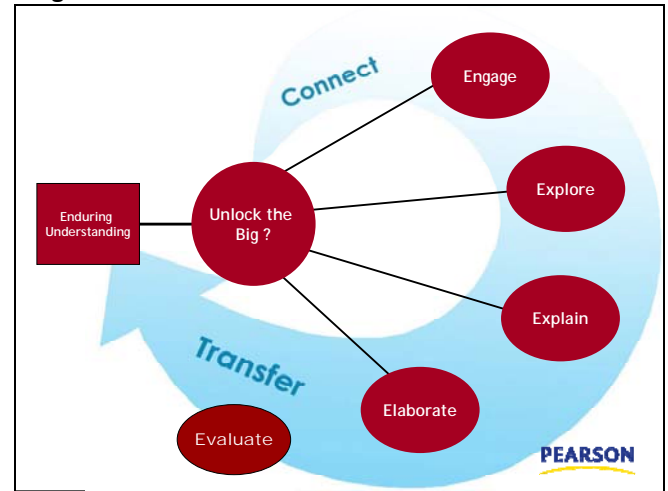 Connect
Engage
Explore
Enduring
Understanding
Unlock the
Big ?
Explain
Transfer
Elaborate
Evaluate
PEARSON